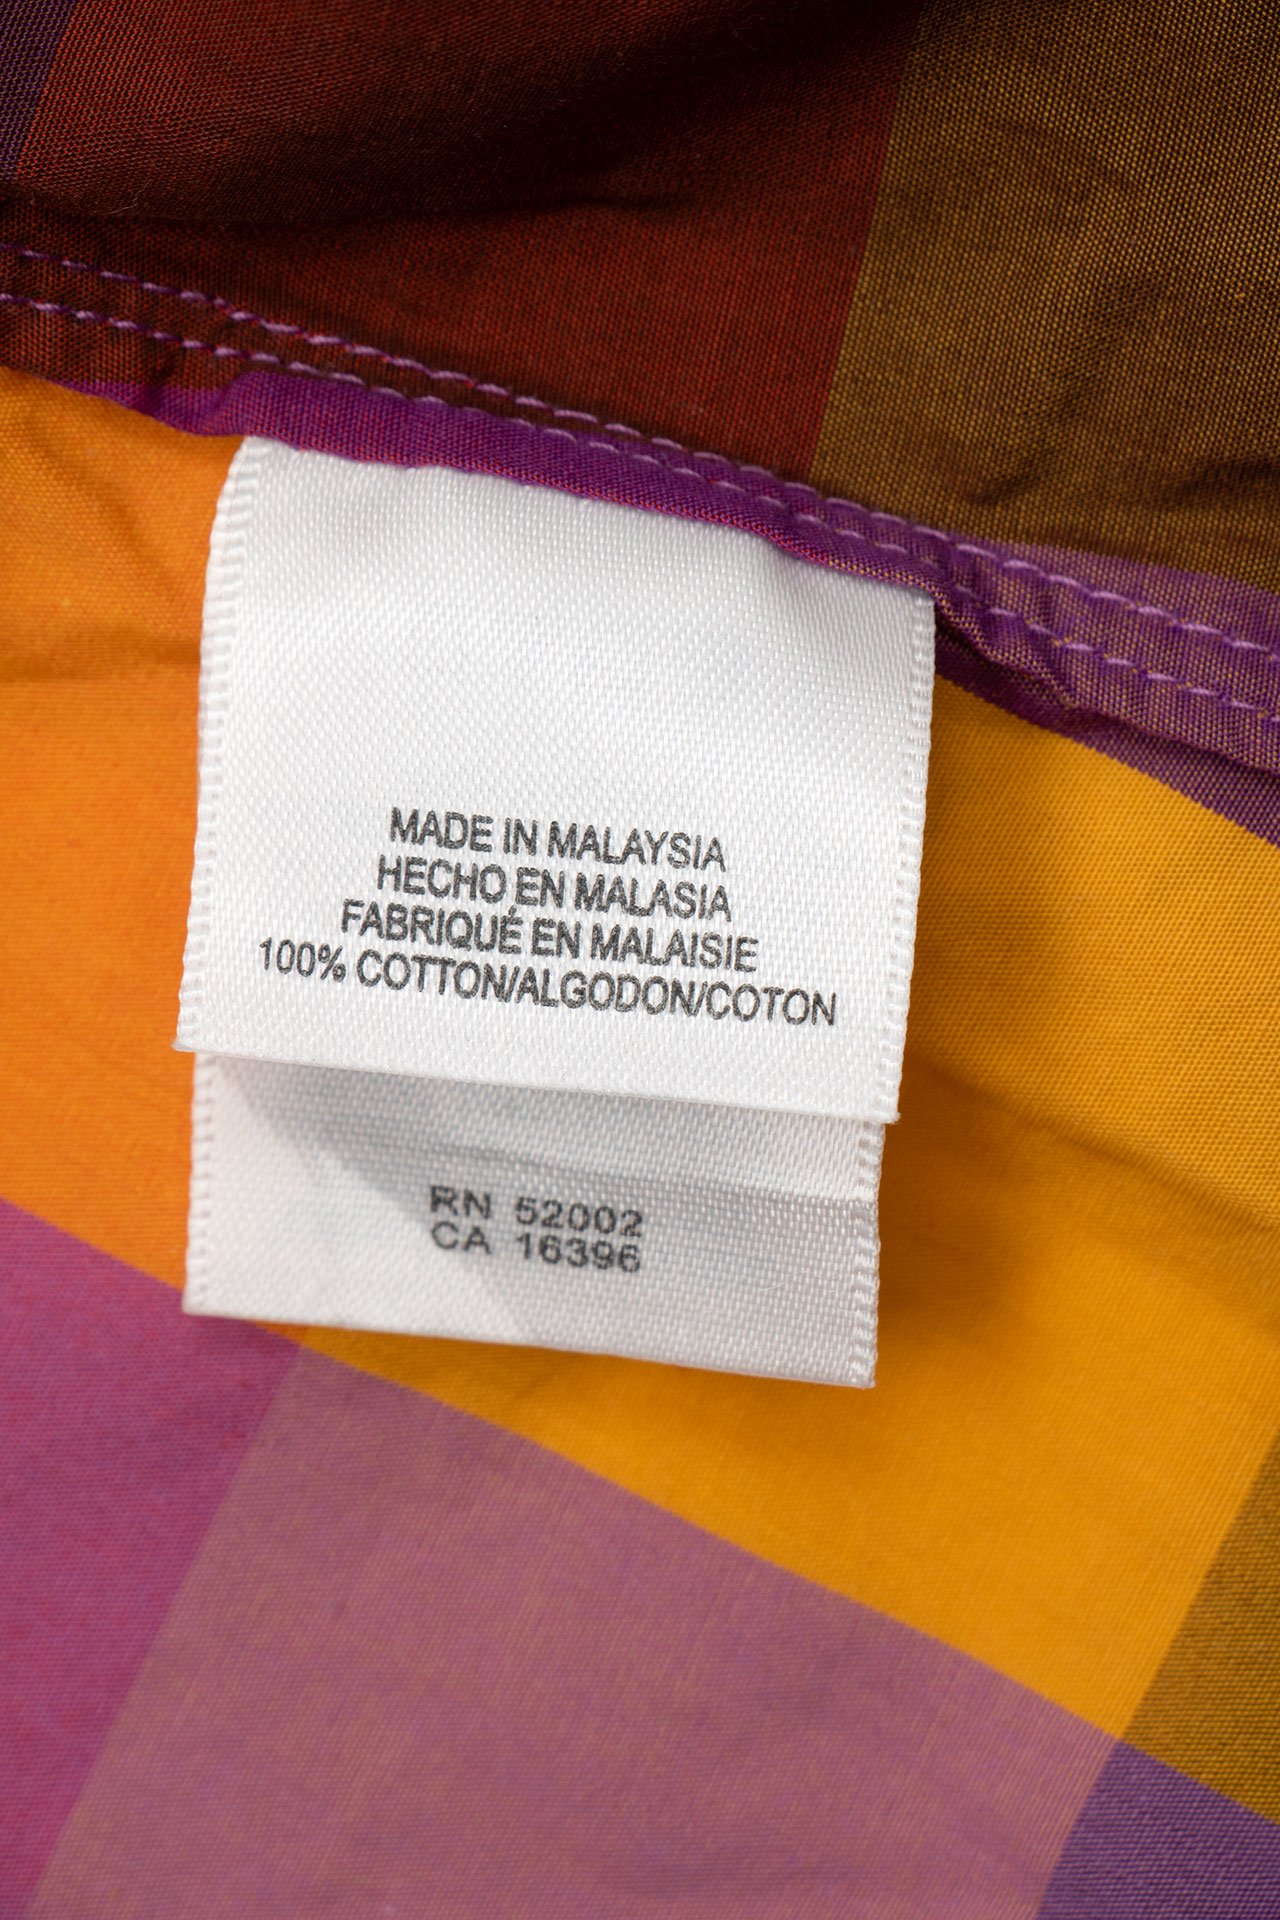 MADE IN MALAYSIA
HECHO EN MALASIA
FABRIQUÉ EN MALAISIE
100% COTTON/ALGODON/COTON
RN 52002
CA 16396